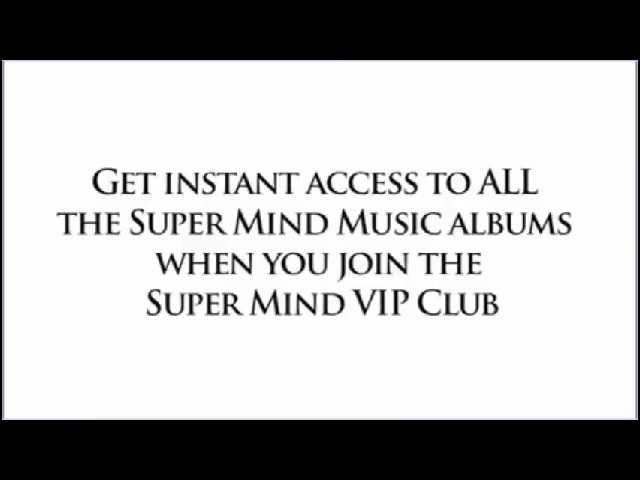 Get instant access to ALL
the Super Mind Music albums
when you join the
Super Mind VIP Club